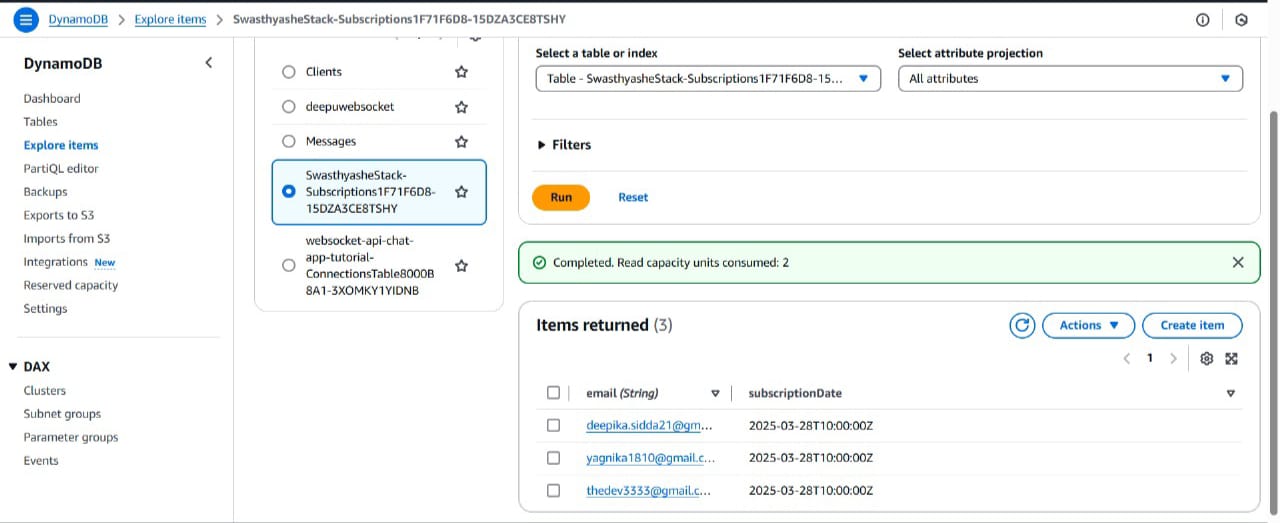 DynamoDB > Explore items > SwasthyasheStack-Subscriptions1F71F6D8-15DZA3CE8TSHY
DynamoDB
Dashboard
Tables
Explore items
PartiQL editor
Backups
Exports to S3
Imports from S3
Integrations New
Reserved capacity
Settings
DAX
Clusters
Subnet groups
Parameter groups
Events
Clients
deepuwebsocket
Messages
SwasthyasheStack-
Subscriptions1F71F6D8-
15DZA3CE8TSHY
websocket-api-chat-
app-tutorial-
ConnectionsTable8000B
8A1-3XOMKY1YIDNB
Select a table or index
Select attribute projection
Table - SwasthyasheStack-Subscriptions1F71F6D8-15...
All attributes
Filters
Run Reset
Completed. Read capacity units consumed: 2
Items returned (3)
Actions
Create item
1
email (String) subscriptionDate
deepika.sidda21@gm... 2025-03-28T10:00:00Z
yagnika1810@gmail.c... 2025-03-28T10:00:00Z
thedev3333@gmail.c... 2025-03-28T10:00:00Z